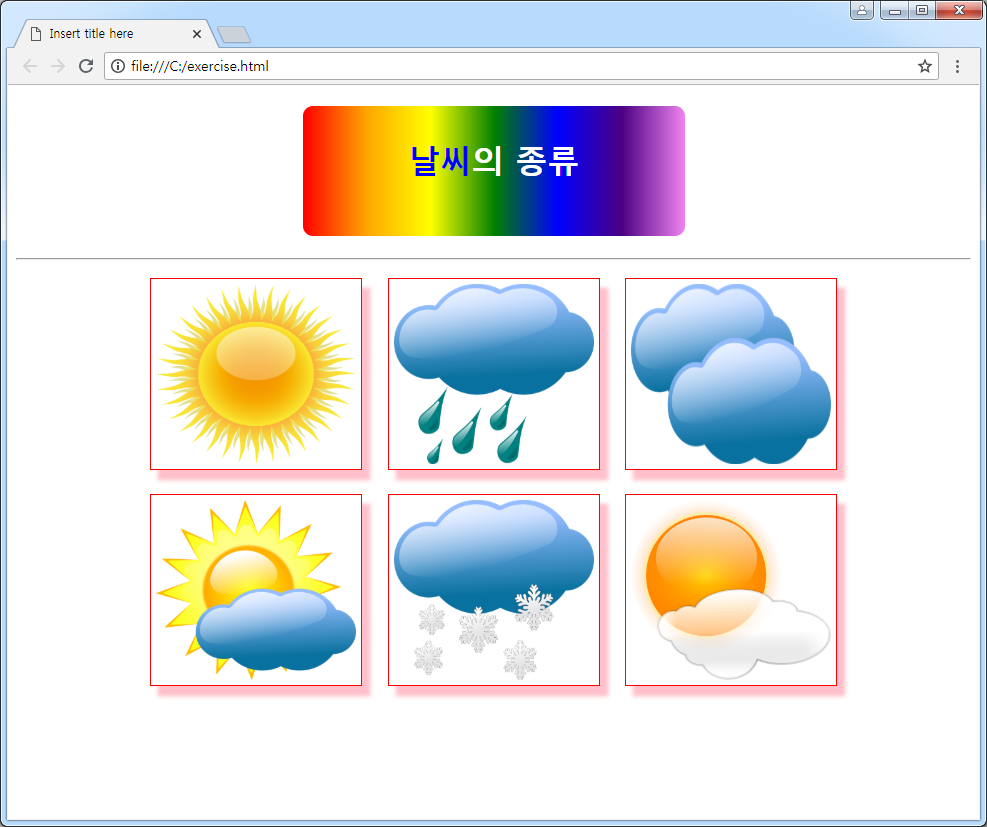 Insert title here
file:///C:/exercise.html
날씨의 종류